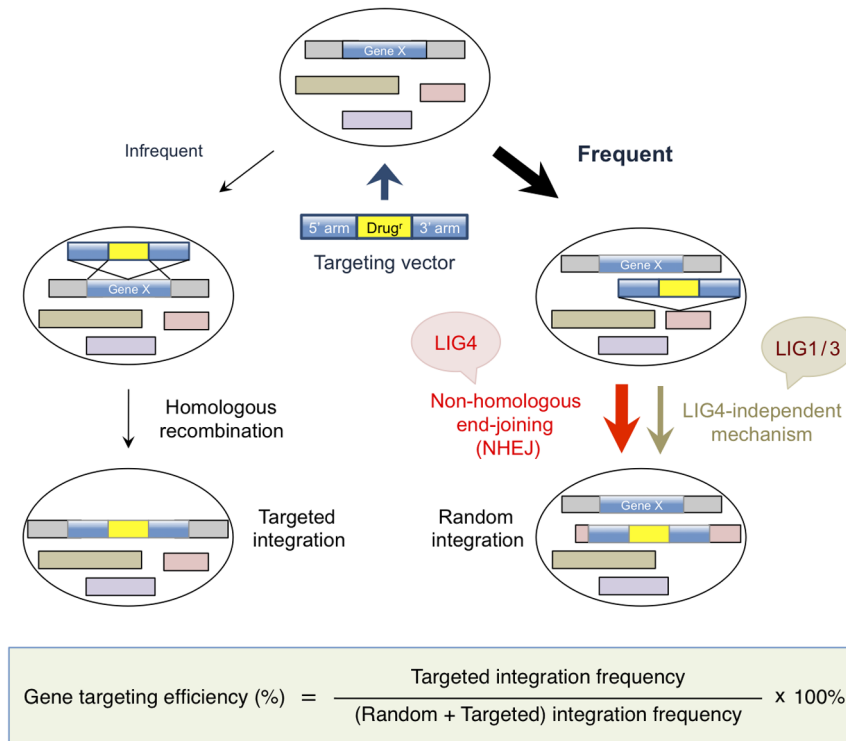 Gene X
Infrequent
Frequent
5' arm Drugʳ 3' arm
Targeting vector
Gene X
Gene X
LIG4
LIG1/3
Homologous
recombination
Non-homologous
end-joining
(NHEJ)
LIG4-independent
mechanism
Targeted
integration
Random
integration
Gene X
Gene targeting efficiency (%) = Targeted integration frequency
(Random + Targeted) integration frequency x 100%